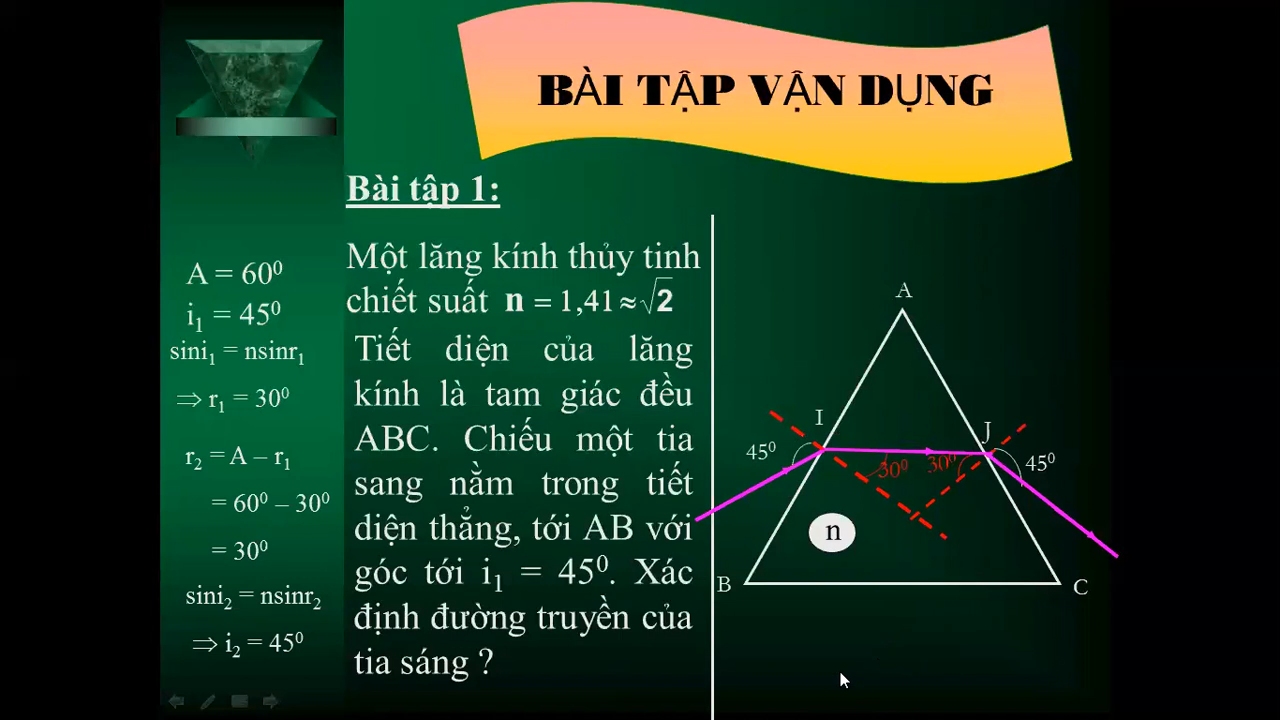 BÀI TẬP VẬN DỤNG
Bài tập 1:
A = 60⁰
i₁ = 45⁰
sini₁ = nsinr₁
⇒ r₁ = 30⁰
r₂ = A – r₁
= 60⁰ – 30⁰
= 30⁰
sini₂ = nsinr₂
⇒ i₂ = 45⁰
Một lăng kính thủy tinh
chiết suất n = 1,41 ≈ √2
Tiết diện của lăng
kính là tam giác đều
ABC. Chiếu một tia
sang nằm trong tiết
diện thẳng, tới AB với
góc tới i₁ = 45⁰. Xác
định đường truyền của
tia sáng ?
A
I
J
45⁰
30⁰
30⁰
45⁰
n
B
C